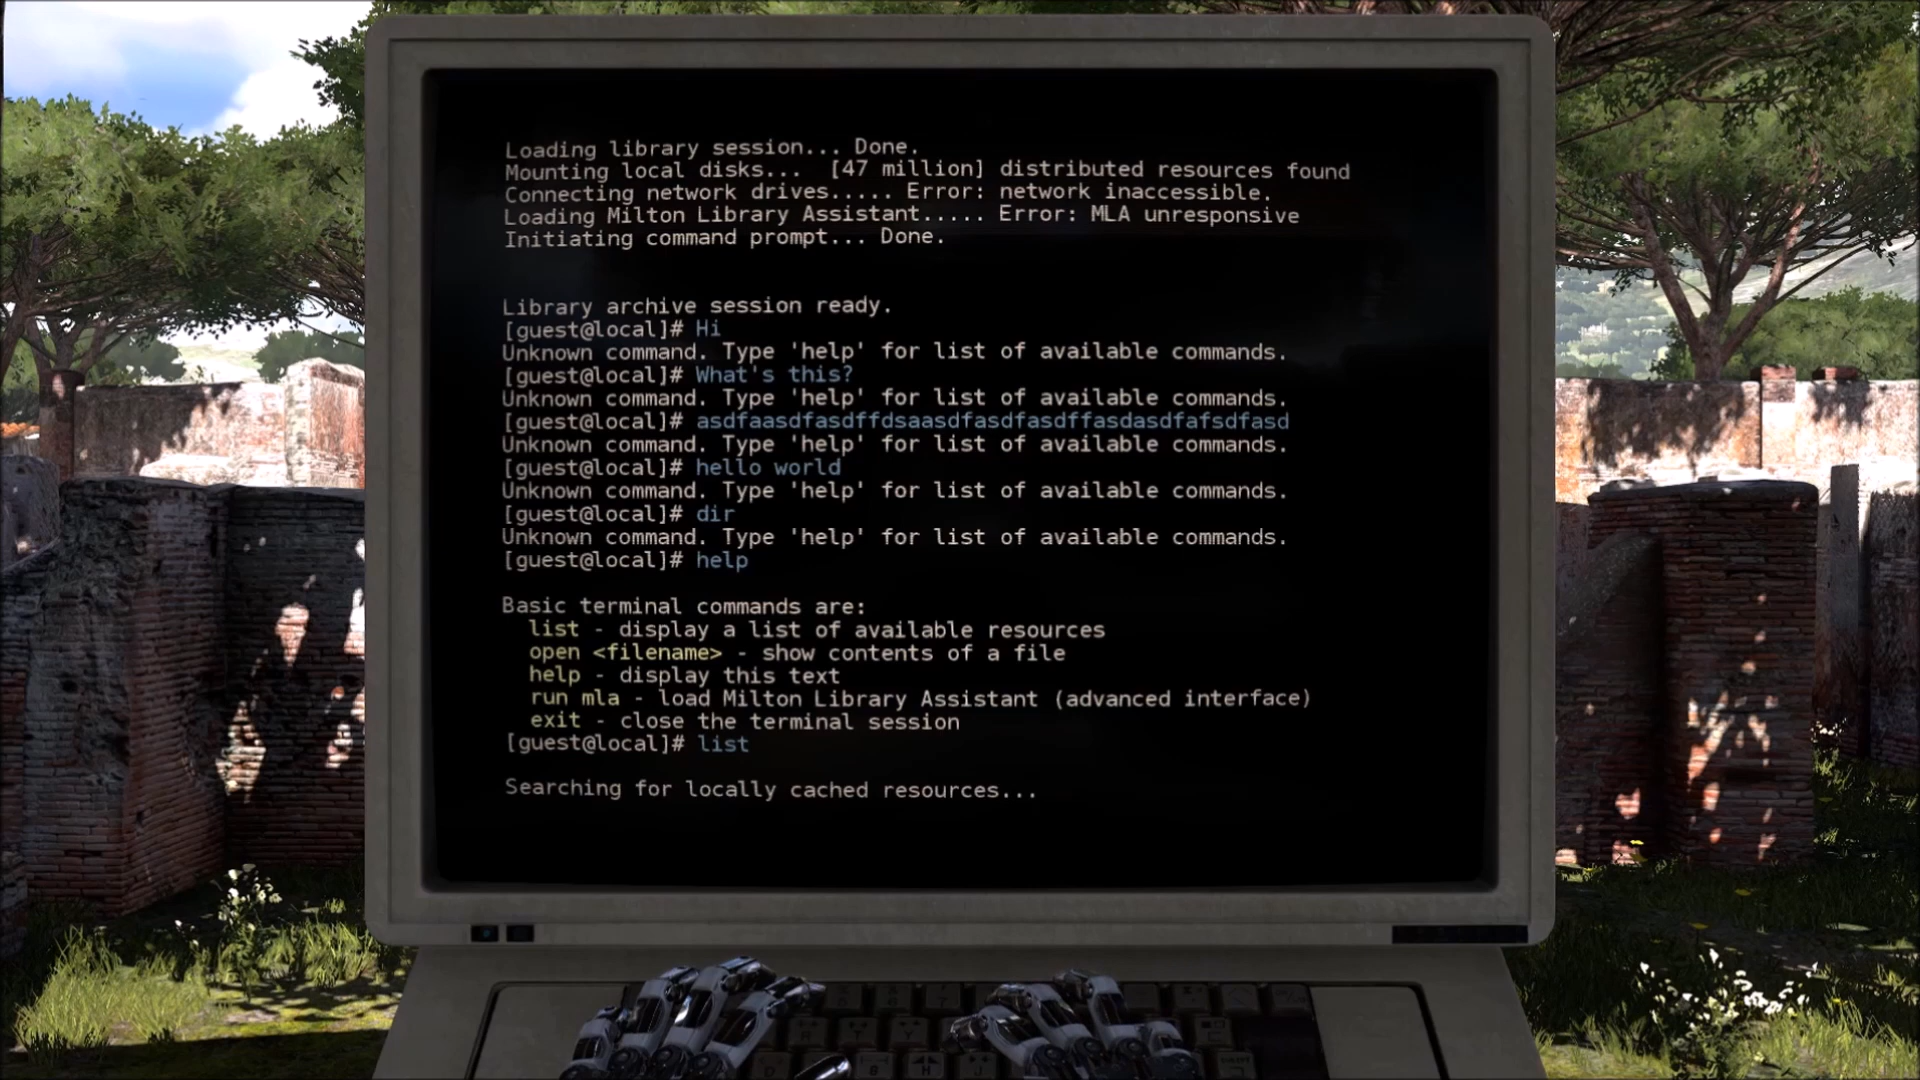 Loading library session... Done.
Mounting local disks...  [47 million] distributed resources found
Connecting network drives..... Error: network inaccessible.
Loading Milton Library Assistant..... Error: MLA unresponsive
Initiating command prompt... Done.
Library archive session ready.
[guest@local]# Hi
Unknown command. Type 'help' for list of available commands.
[guest@local]# What's this?
Unknown command. Type 'help' for list of available commands.
[guest@local]# asdfaasdfasdffdsaasdfasdfasdffasdasdfafsdfasd
Unknown command. Type 'help' for list of available commands.
[guest@local]# hello world
Unknown command. Type 'help' for list of available commands.
[guest@local]# dir
Unknown command. Type 'help' for list of available commands.
[guest@local]# help
Basic terminal commands are:
list - display a list of available resources
open <filename> - show contents of a file
help - display this text
run mla - load Milton Library Assistant (advanced interface)
exit - close the terminal session
[guest@local]# list
Searching for locally cached resources...